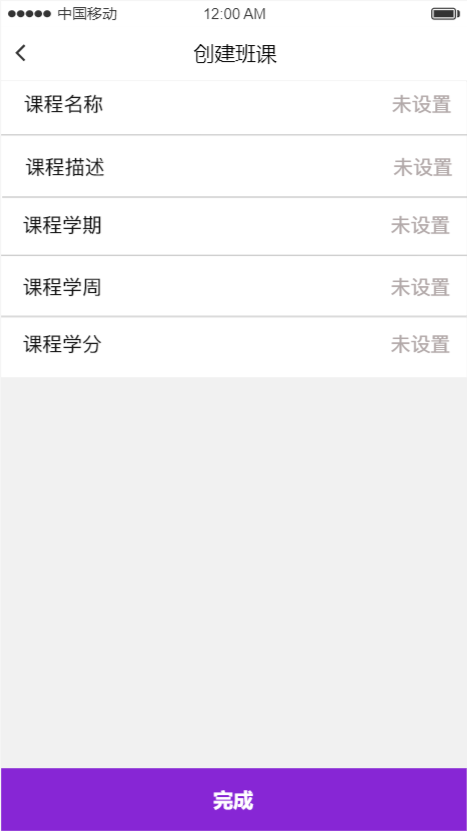 中国移动 12:00 AM
创建班课
课程名称 未设置
课程描述 未设置
课程学期 未设置
课程学周 未设置
课程学分 未设置
完成